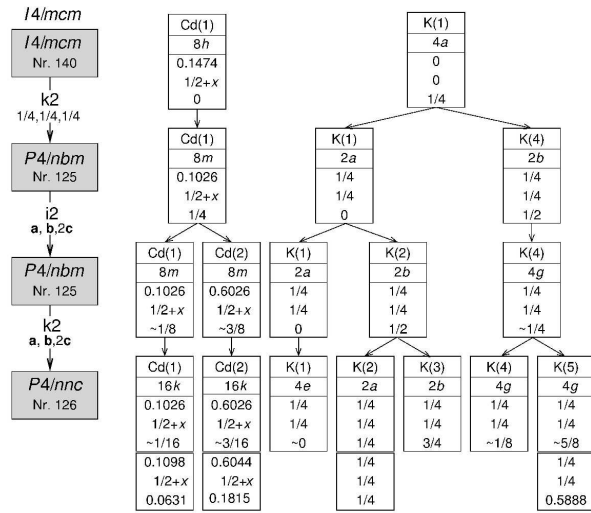 I4/mcm
I4/mcm
Nr. 140
k2
1/4,1/4,1/4
P4/nbm
Nr. 125
i2
a, b,2c
P4/nbm
Nr. 125
k2
a, b,2c
P4/nnc
Nr. 126
Cd(1)
8h
0.1474
1/2+x
0
K(1)
4a
0
0
1/4
Cd(1)
8m
0.1026
1/2+x
1/4
K(1)
2a
1/4
1/4
0
K(4)
2b
1/4
1/4
1/2
Cd(1)
8m
0.1026
1/2+x
~1/8
Cd(2)
8m
0.6026
1/2+x
~3/8
K(1)
2a
1/4
1/4
0
K(2)
2b
1/4
1/4
1/2
K(4)
4g
1/4
1/4
~1/4
Cd(1)
16k
0.1026
1/2+x
~1/16
0.1098
1/2+x
0.0631
Cd(2)
16k
0.6026
1/2+x
~3/16
0.6044
1/2+x
0.1815
K(1)
4e
1/4
1/4
~0
K(2)
2a
1/4
1/4
1/4
1/4
1/4
1/4
K(3)
2b
1/4
1/4
3/4
K(4)
4g
1/4
1/4
~1/8
K(5)
4g
1/4
1/4
~5/8
1/4
1/4
0.5888